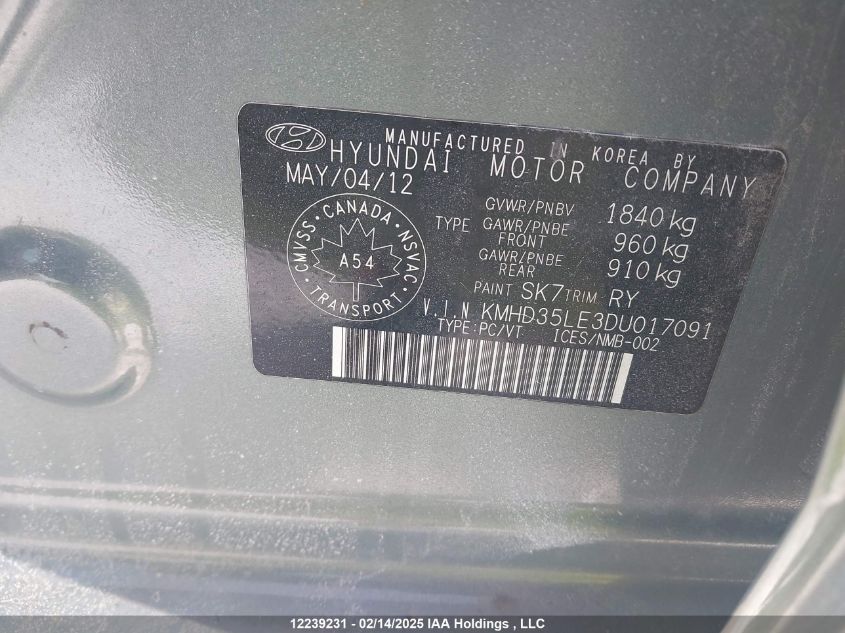 MANUFACTURED IN KOREA BY
HYUNDAI MOTOR COMPANY
MAY/04/12
GVWR/PNBV 1840 kg
TYPE GAWR/PNBE FRONT 960 kg
GAWR/PNBE REAR 910 kg
PAINT SK7 TRIM RY
CANADA
CMVSS NSVAC
A54
TRANSPORT
V.I.N KMHD35LE3DU017091
TYPE:PC/VT ICES/NMB-002
12239231 - 02/14/2025 IAA Holdings , LLC